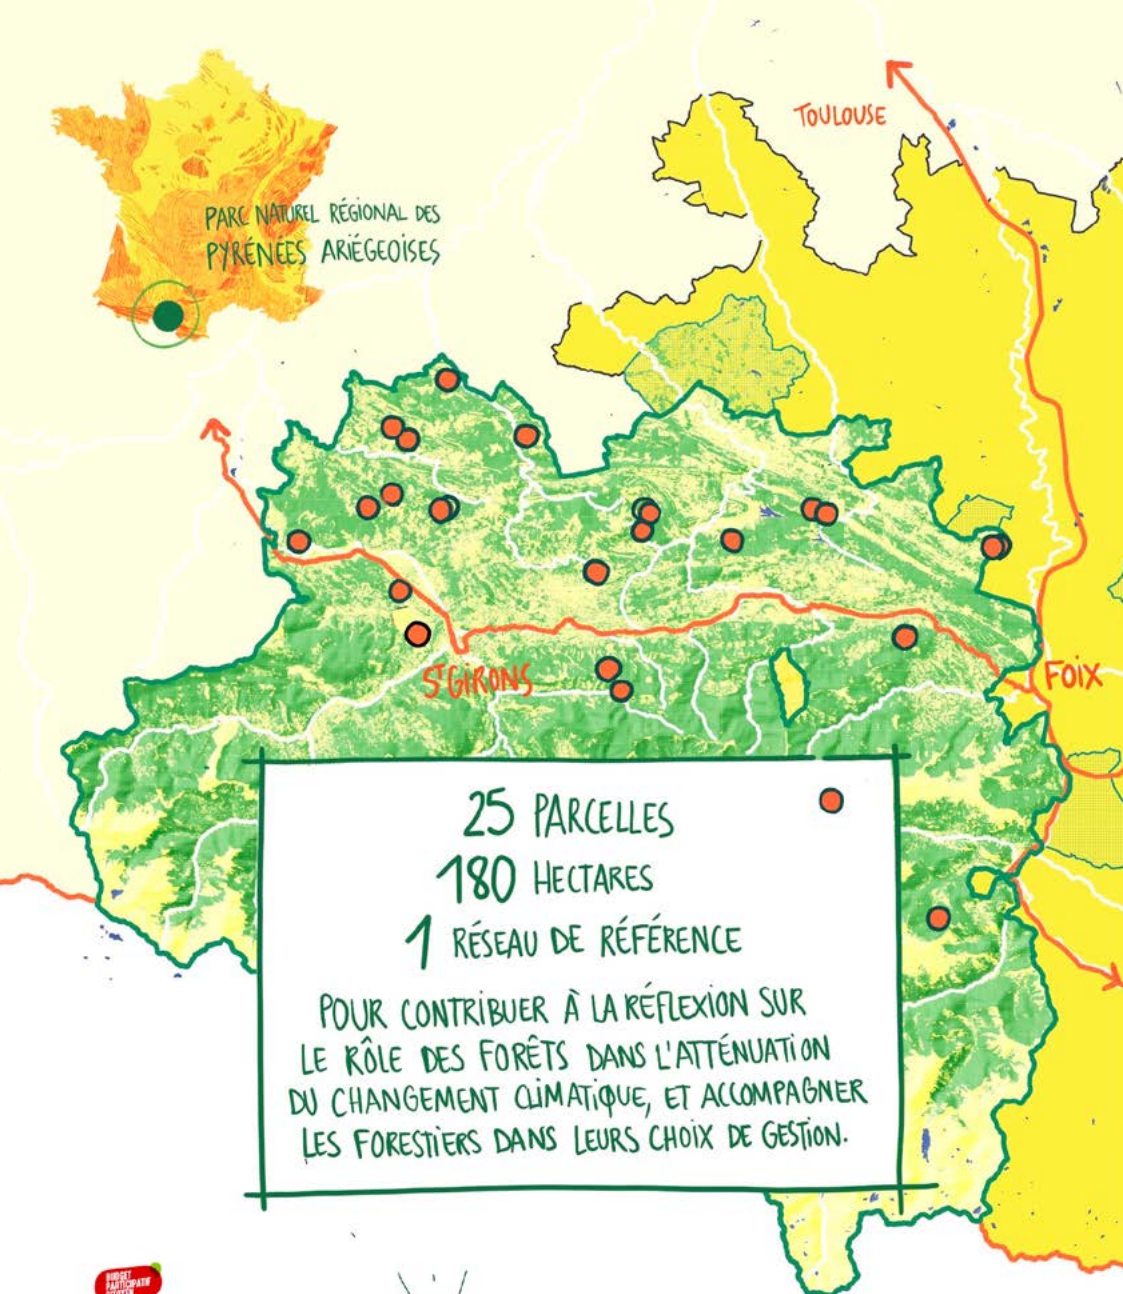 TOULOUSE
PARC NATUREL RÉGIONAL DES
PYRÉNÉES ARIÉGEOISES
ST GIRONS
FOIX
25 PARCELLES
180 HECTARES
1 RÉSEAU DE RÉFÉRENCE
POUR CONTRIBUER À LA RÉFLEXION SUR
LE RÔLE DES FORÊTS DANS L'ATTÉNUATION
DU CHANGEMENT CLIMATIQUE, ET ACCOMPAGNER
LES FORESTIERS DANS LEURS CHOIX DE GESTION.
BUDGET
PARTICIPATIF